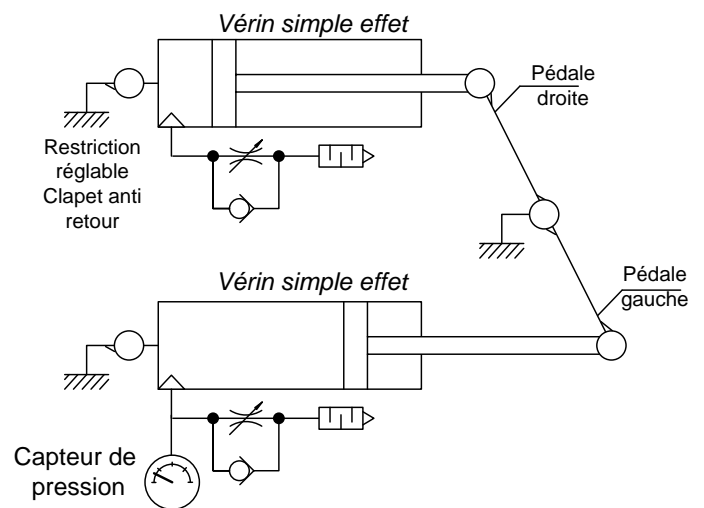 Vérin simple effet
Pédale
droite
Restriction
réglable
Clapet anti
retour
Vérin simple effet
Pédale
gauche
Capteur de
pression